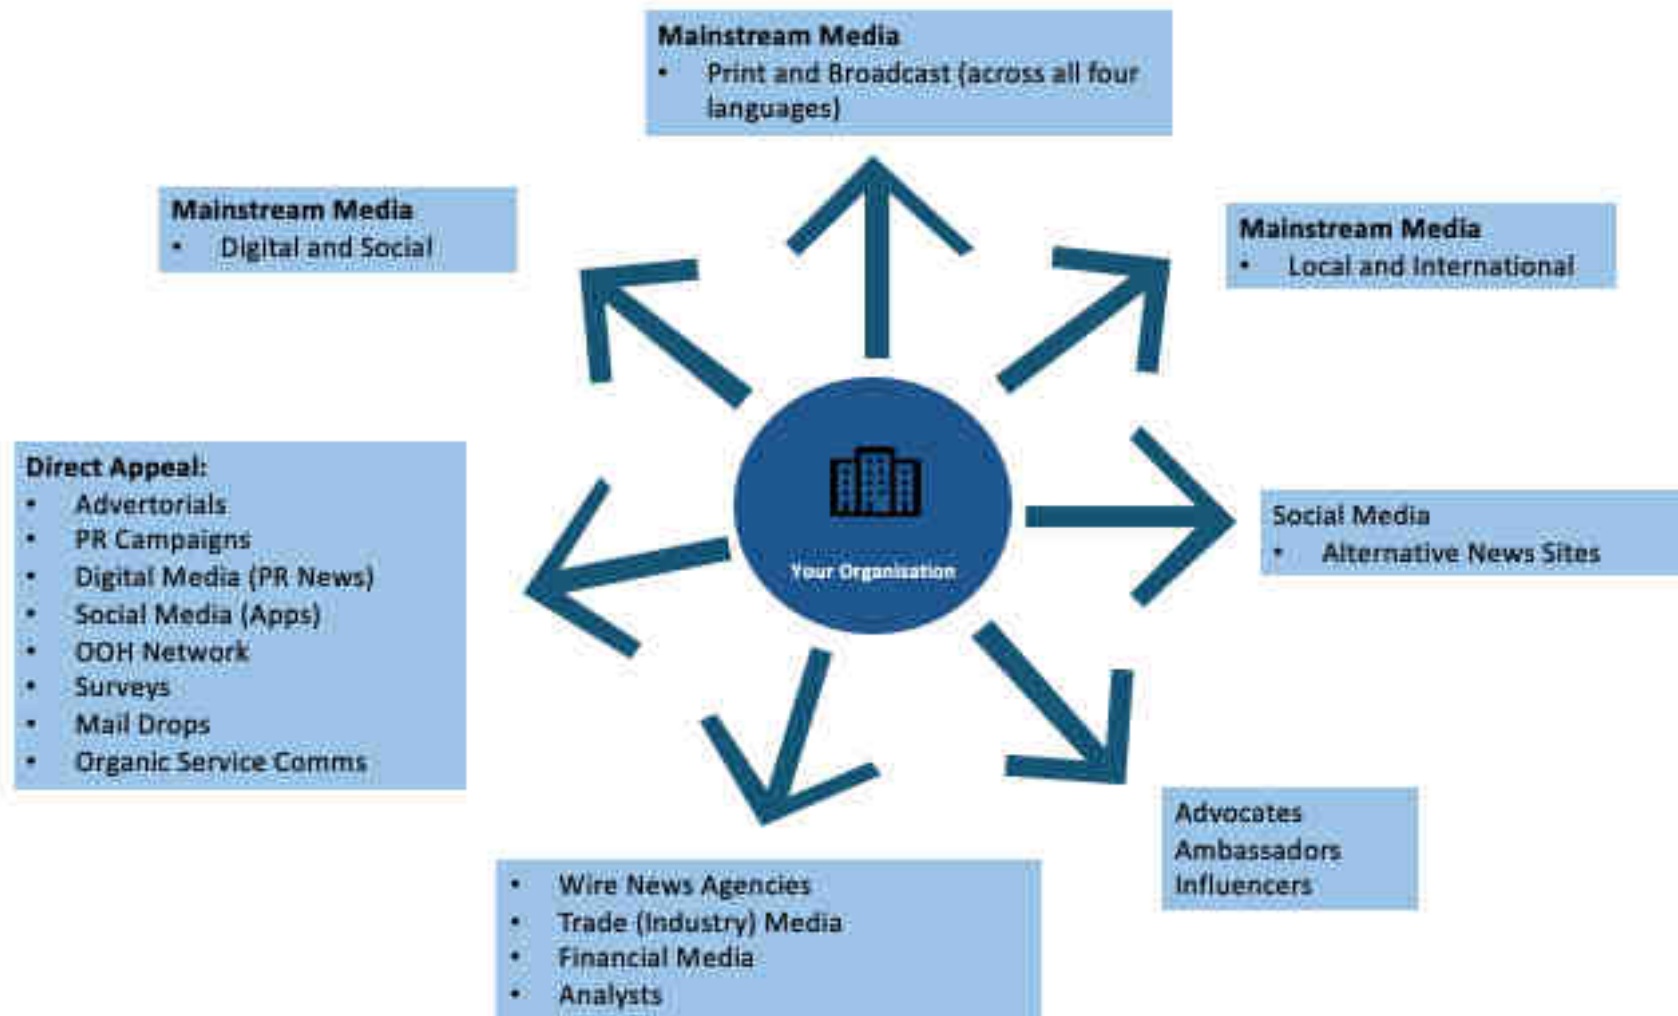 Mainstream Media
• Print and Broadcast (across all four
languages)
Mainstream Media
• Digital and Social
Mainstream Media
• Local and International
Direct Appeal:
• Advertorials
• PR Campaigns
• Digital Media (PR News)
• Social Media (Apps)
• OOH Network
• Surveys
• Mail Drops
• Organic Service Comms
Your Organisation
Social Media
• Alternative News Sites
Advocates
Ambassadors
Influencers
• Wire News Agencies
• Trade (Industry) Media
• Financial Media
• Analysts